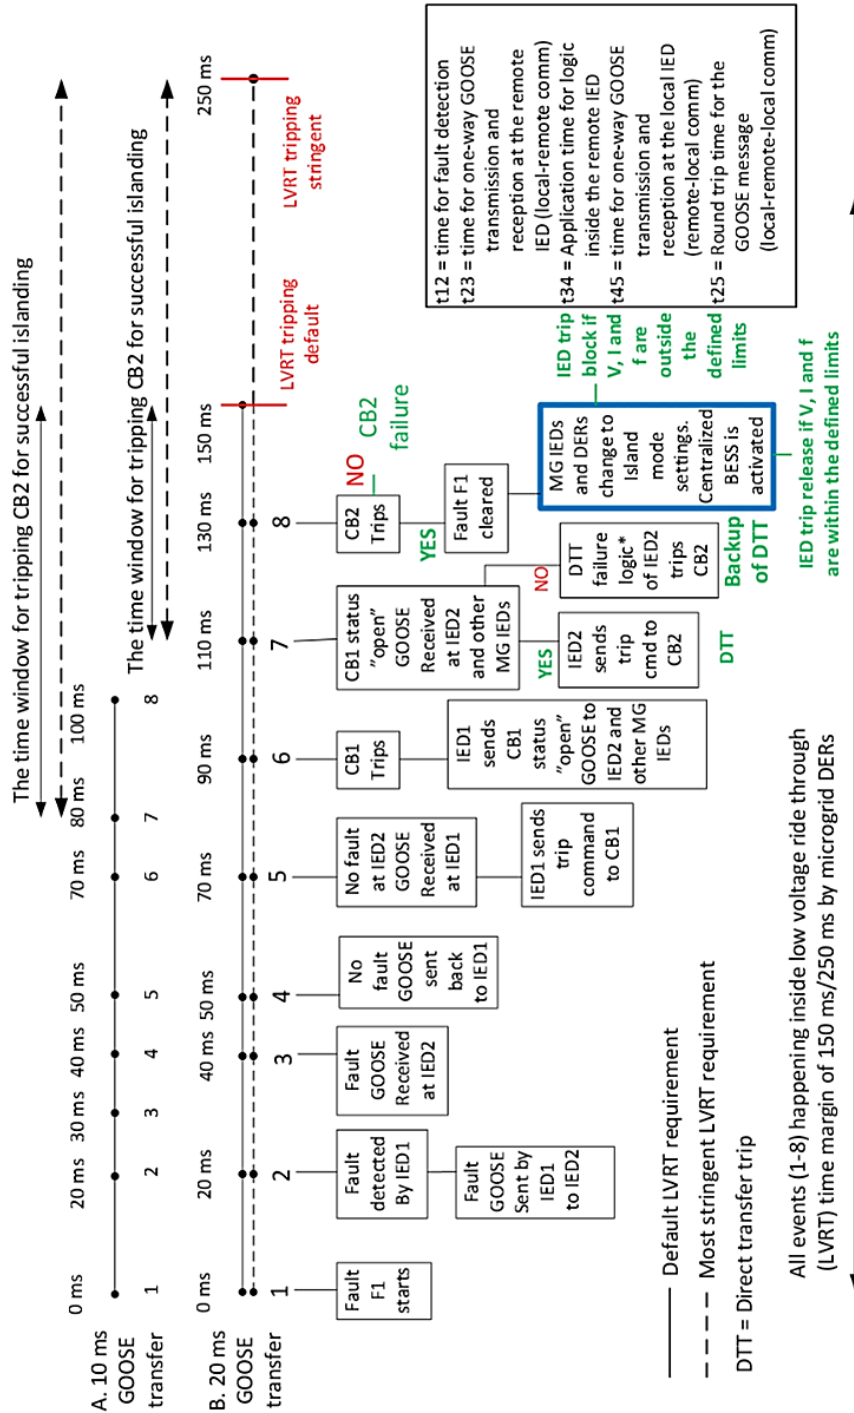 The time window for tripping CB2 for successful islanding
A. 10 ms
GOOSE
transfer
0 ms
20 ms
30 ms
40 ms
50 ms
70 ms
80 ms
100 ms
1
2
3
4
5
6
7
8
The time window for tripping CB2 for successful islanding
B. 20 ms
GOOSE
transfer
0 ms
20 ms
40 ms
50 ms
70 ms
90 ms
110 ms
130 ms
150 ms
250 ms
1
2
3
4
5
6
7
8
LVRT tripping
default
LVRT tripping
stringent
Fault
F1
starts
Fault
detected
By IED1
Fault
GOOSE
Sent by
IED1
to IED2
Fault
GOOSE
Received
at IED2
No
fault
GOOSE
sent
back
to IED1
No fault
at IED2
GOOSE
Received
at IED1
IED1 sends
trip
command
to CB1
CB1
Trips
IED1
sends
CB1
status
"open"
GOOSE to
IED2 and
other MG
IEDs
CB1 status
"open"
GOOSE
Received
at IED2
and other
MG IEDs
YES
NO
IED2
sends
trip
cmd to
CB2
DTT
DTT
failure
logic*
of IED2
trips
CB2
Backup
of DTT
CB2
Trips
NO
CB2
failure
YES
Fault F1
cleared
MG IEDs
and DERs
change to
Island
mode
settings.
Centralized
BESS is
activated
IED trip
block if
V, I and
f are
outside
the
defined
limits
IED trip release if V, I and f
are within the defined limits
t12 = time for fault detection
t23 = time for one-way GOOSE
transmission and
reception at the remote
IED (local-remote comm)
t34 = Application time for logic
inside the remote IED
t45 = time for one-way GOOSE
transmission and
reception at the local IED
(remote-local comm)
t25 = Round trip time for the
GOOSE message
(local-remote-local comm)
Default LVRT requirement
Most stringent LVRT requirement
DTT = Direct transfer trip
All events (1-8) happening inside low voltage ride through
(LVRT) time margin of 150 ms/250 ms by microgrid DERs